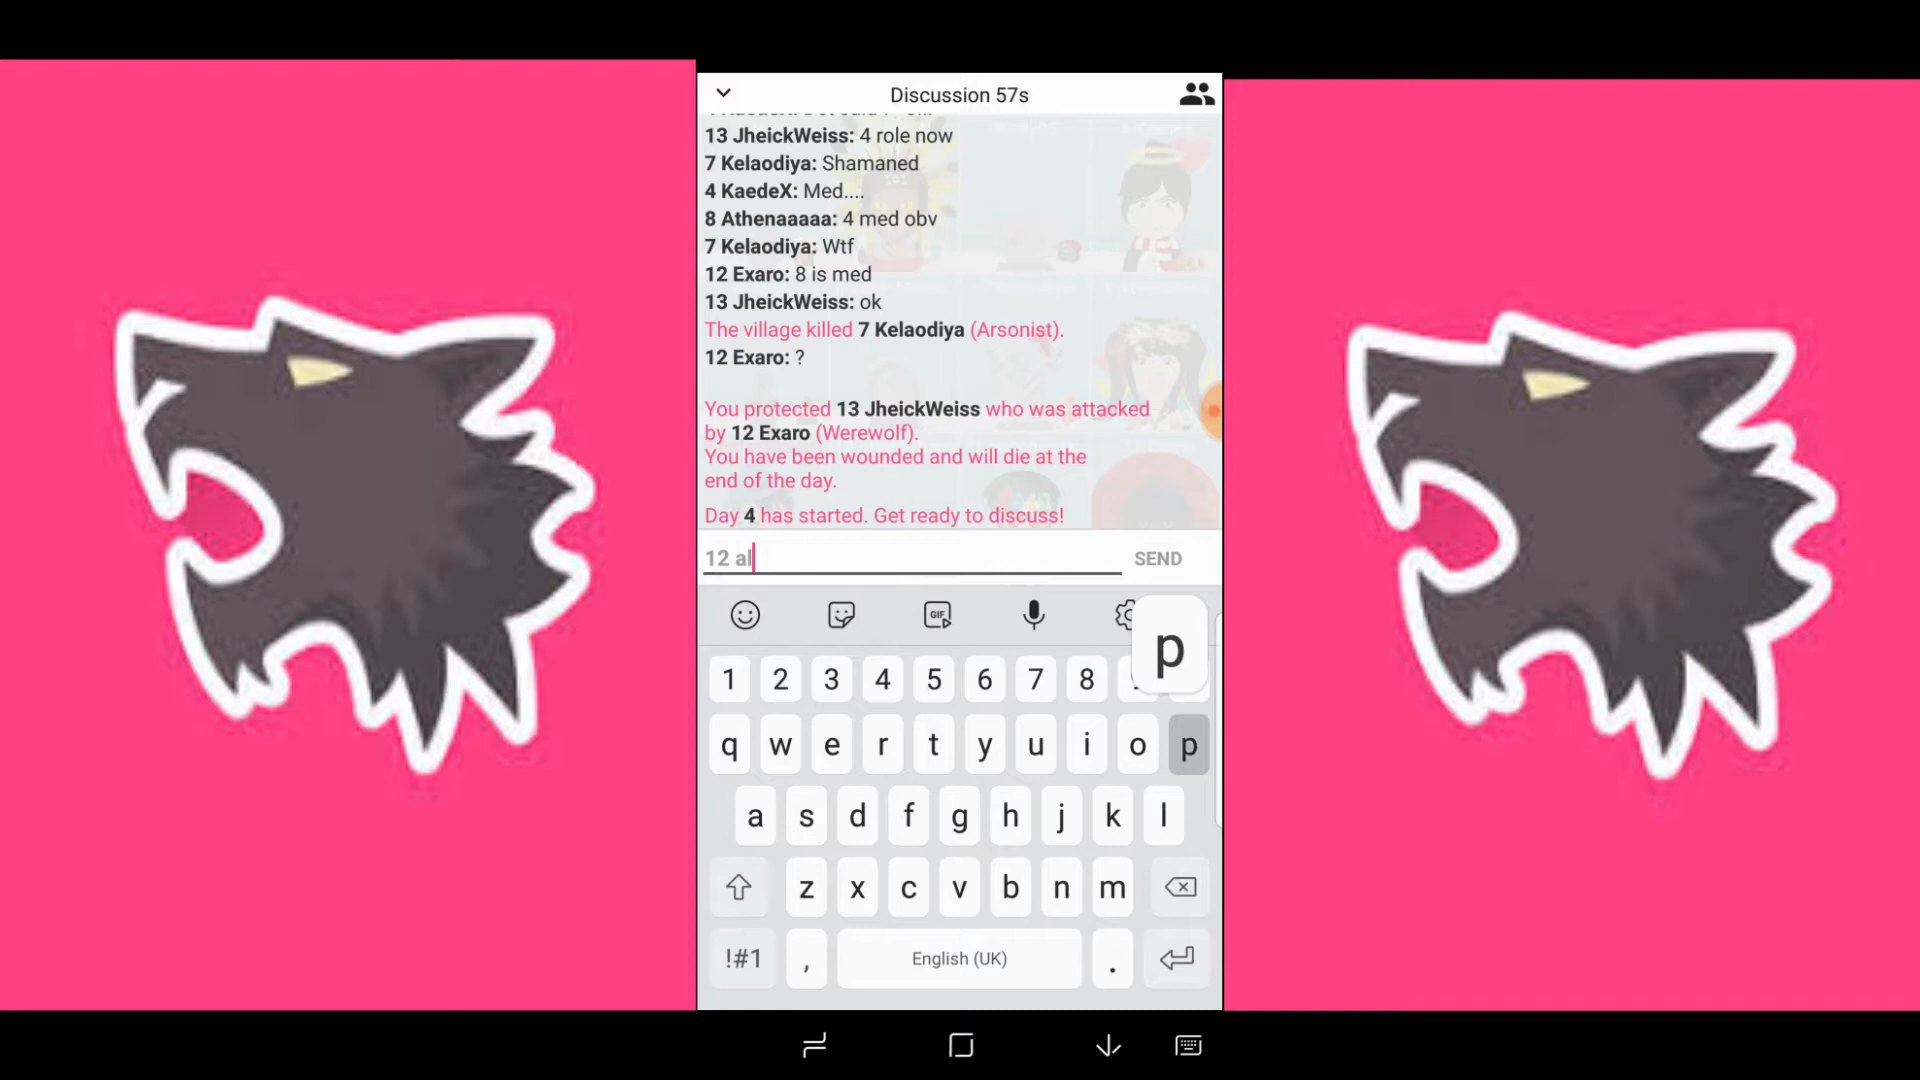 Discussion 57s
13 JheickWeiss: 4 role now
7 Kelaodiya: Shamaned
4 KaedeX: Med....
8 Athenaaaaa: 4 med obv
7 Kelaodiya: Wtf
12 Exaro: 8 is med
13 JheickWeiss: ok
The village killed 7 Kelaodiya (Arsonist).
12 Exaro: ?
You protected 13 JheickWeiss who was attacked
by 12 Exaro (Werewolf).
You have been wounded and will die at the
end of the day.
Day 4 has started. Get ready to discuss!
12 al
SEND
GIF
p
1 2 3 4 5 6 7 8
q w e r t y u i o p
a s d f g h j k l
z x c v b n m
!#1 , English (UK) .